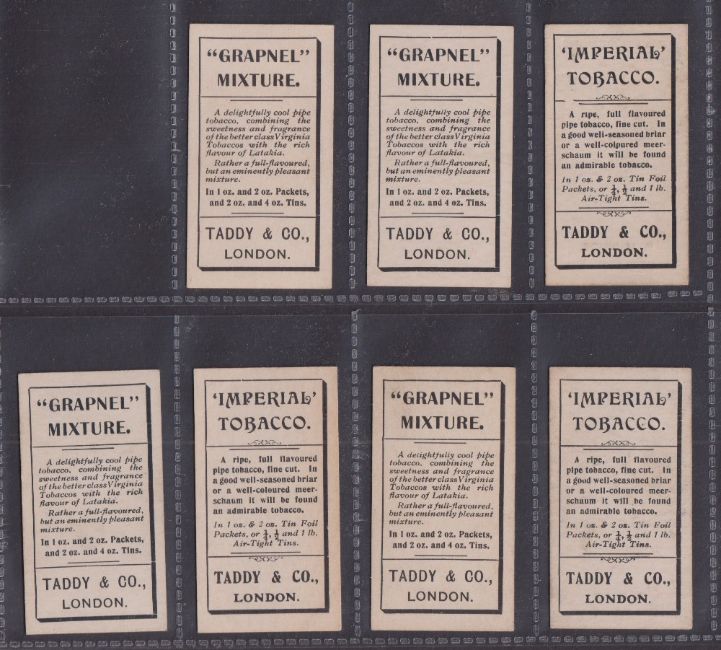 "GRAPNEL"
MIXTURE.
A delightfully cool pipe
tobacco, combining the
sweetness and fragrance
of the better class Virginia
Tobaccos with the rich
flavour of Latakia.
Rather a full-flavoured,
but an eminently pleasant
mixture.
In 1 oz. and 2 oz. Packets,
and 2 oz. and 4 oz. Tins.
TADDY & CO.,
LONDON.
"GRAPNEL"
MIXTURE.
A delightfully cool pipe
tobacco, combining the
sweetness and fragrance
of the better class Virginia
Tobaccos with the rich
flavour of Latakia.
Rather a full-flavoured,
but an eminently pleasant
mixture.
In 1 oz. and 2 oz. Packets,
and 2 oz. and 4 oz. Tins.
TADDY & CO.,
LONDON.
'IMPERIAL'
TOBACCO.
A ripe, full flavoured
pipe tobacco, fine cut. In
a good well-seasoned briar
or a well-colpured meer-
schaum it will be found
an admirable tobacco.
In 1 oz. & 2 oz. Tin Foil
Packets, or ¼, ½ and 1 lb.
Air-Tight Tins.
TADDY & CO.,
LONDON.
"GRAPNEL"
MIXTURE.
A delightfully cool pipe
tobacco, combining the
sweetness and fragrance
of the better class Virginia
Tobaccos with the rich
flavour of Latakia.
Rather a full-flavoured,
but an eminently pleasant
mixture.
In 1 oz. and 2 oz. Packets,
and 2 oz. and 4 oz. Tins.
TADDY & CO.,
LONDON.
'IMPERIAL'
TOBACCO.
A ripe, full flavoured
pipe tobacco, fine cut. In
a good well-seasoned briar
or a well-coloured meer-
schaum it will be found
an admirable tobacco.
In 1 oz. & 2 oz. Tin Foil
Packets, or ¼, ½ and 1 lb.
Air-Tight Tins.
TADDY & CO.,
LONDON.
"GRAPNEL"
MIXTURE.
A delightfully cool pipe
tobacco, combining the
sweetness and fragrance
of the better class Virginia
Tobaccos with the rich
flavour of Latakia.
Rather a full-flavoured,
but an eminently pleasant
mixture.
In 1 oz. and 2 oz. Packets,
and 2 oz. and 4 oz. Tins.
TADDY & CO.,
LONDON.
'IMPERIAL'
TOBACCO.
A ripe, full flavoured
pipe tobacco, fine cut. In
a good well-seasoned briar
or a well-coloured meer-
schaum it will be found
an admirable tobacco.
In 1 oz. & 2 oz. Tin Foil
Packets, or ¼, ½ and 1 lb.
Air-Tight Tins.
TADDY & CO.,
LONDON.